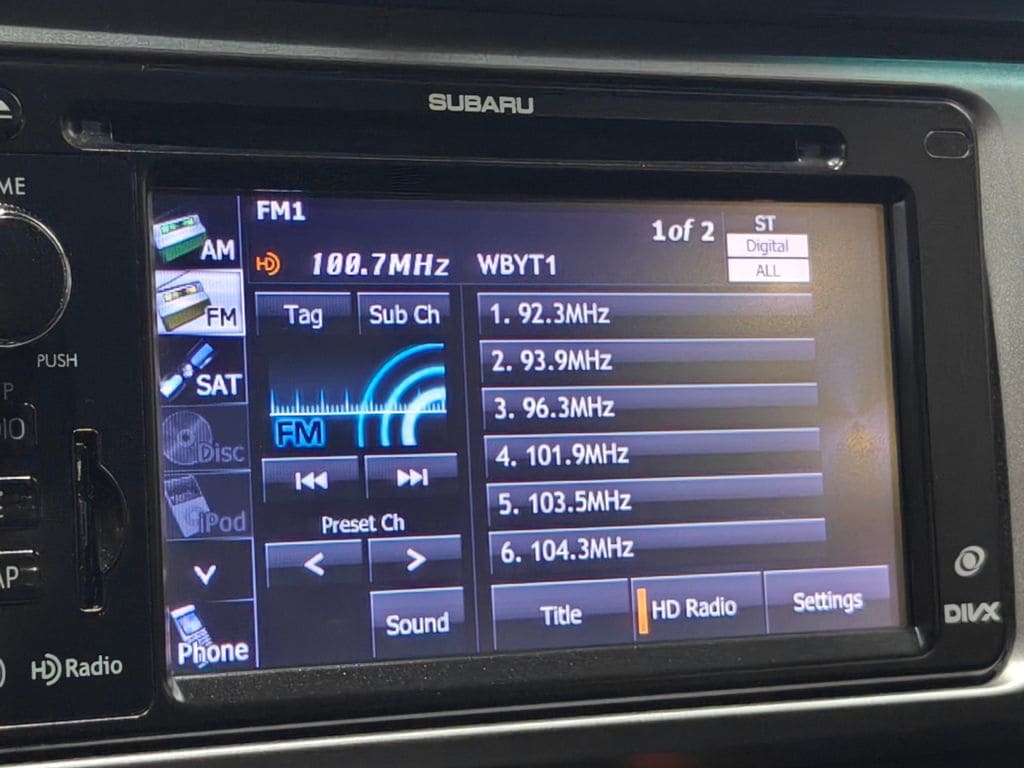 SUBARU
ME
PUSH
FM1
1of 2
ST
Digital
ALL
HD 100.7MHz WBYT1
AM
FM
SAT
Disc
iPod
Phone
Tag
Sub Ch
FM
Preset Ch
<
>
Sound
1. 92.3MHz
2. 93.9MHz
3. 96.3MHz
4. 101.9MHz
5. 103.5MHz
6. 104.3MHz
Title
HD Radio
Settings
HD Radio
DIVX